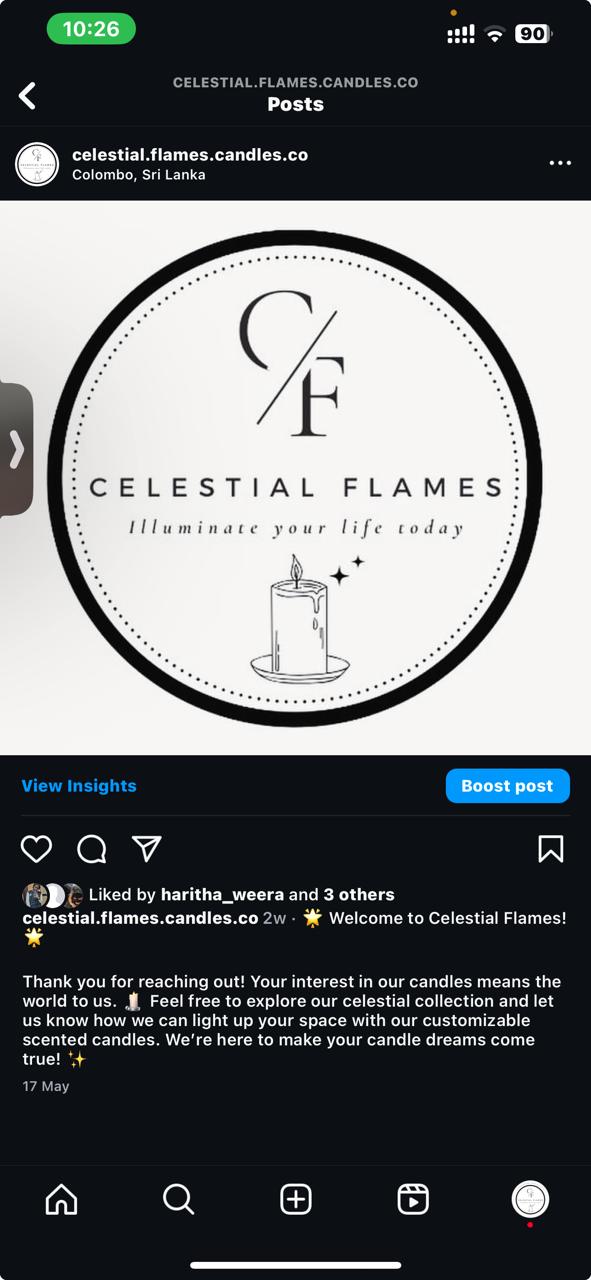 10:26
90
CELESTIAL.FLAMES.CANDLES.CO
Posts
celestial.flames.candles.co
Colombo, Sri Lanka
C/F
CELESTIAL FLAMES
Illuminate your life today
View Insights
Boost post
Liked by haritha_weera and 3 others
celestial.flames.candles.co 2w · 🌟 Welcome to Celestial Flames!
🌟
Thank you for reaching out! Your interest in our candles means the
world to us. 🕯️ Feel free to explore our celestial collection and let
us know how we can light up your space with our customizable
scented candles. We’re here to make your candle dreams come
true! ✨
17 May